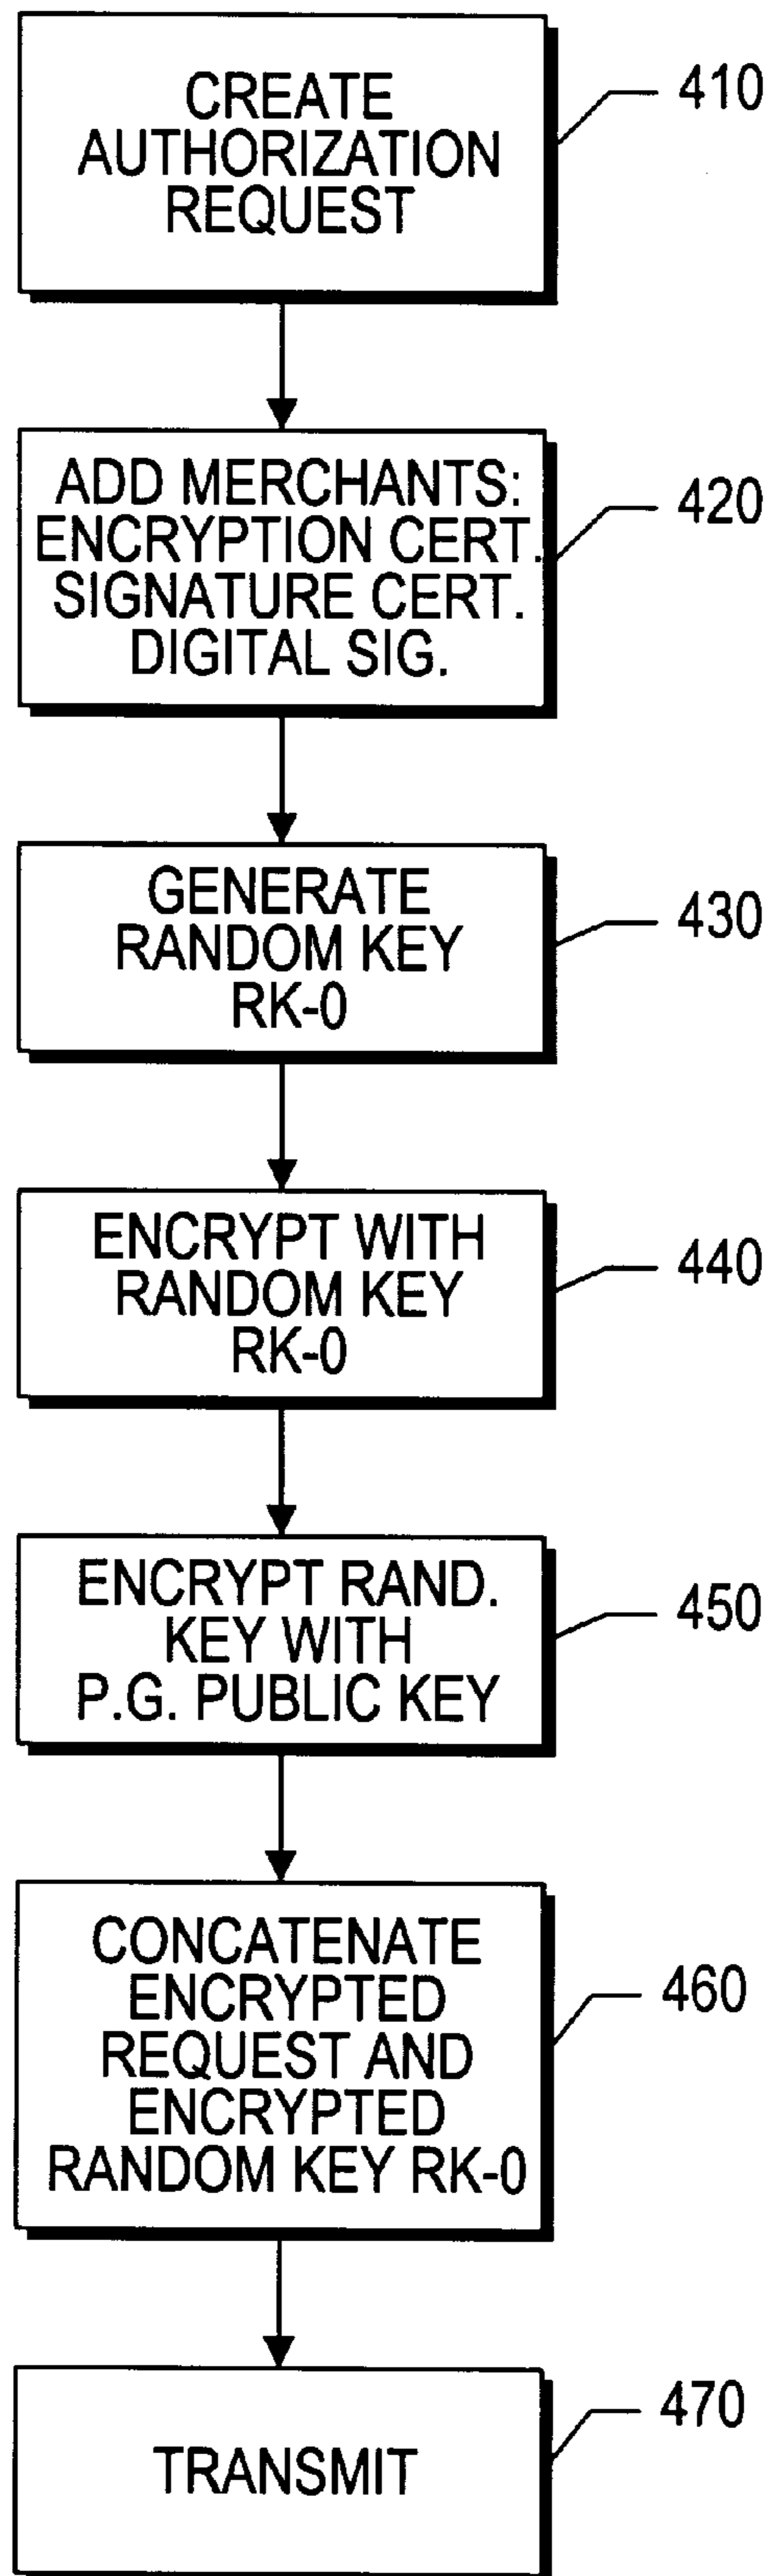 CREATE
AUTHORIZATION
REQUEST
410
ADD MERCHANTS:
ENCRYPTION CERT.
SIGNATURE CERT.
DIGITAL SIG.
420
GENERATE
RANDOM KEY
RK-0
430
ENCRYPT WITH
RANDOM KEY
RK-0
440
ENCRYPT RAND.
KEY WITH
P.G. PUBLIC KEY
450
CONCATENATE
ENCRYPTED
REQUEST AND
ENCRYPTED
RANDOM KEY RK-0
460
TRANSMIT
470